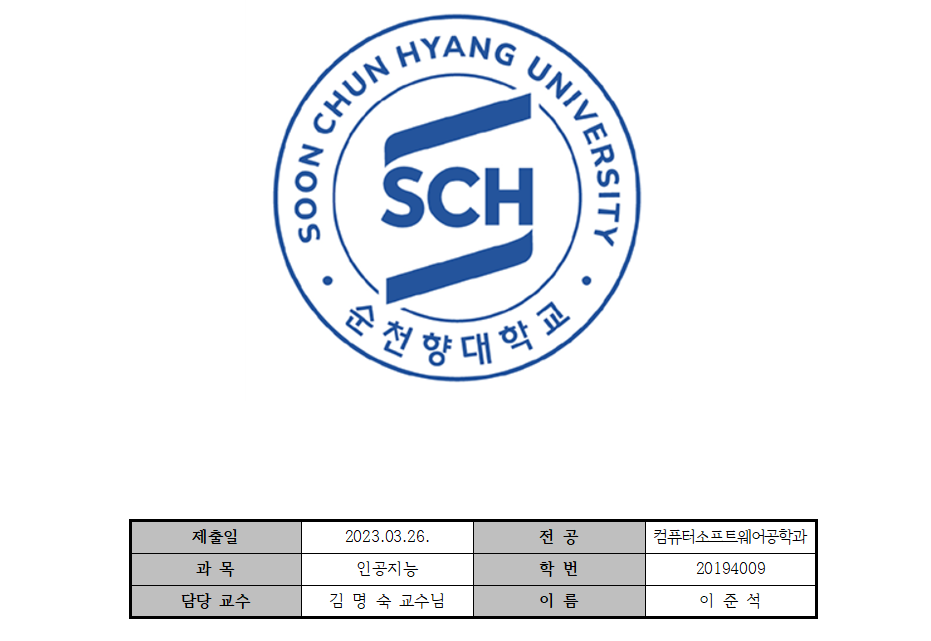 SOON CHUN HYANG UNIVERSITY
SCH
순천향대학교
제출일 2023.03.26. 전 공 컴퓨터소프트웨어공학과
과 목 인공지능 학 번 20194009
담당 교수 김 명 숙 교수님 이 름 이 준 석